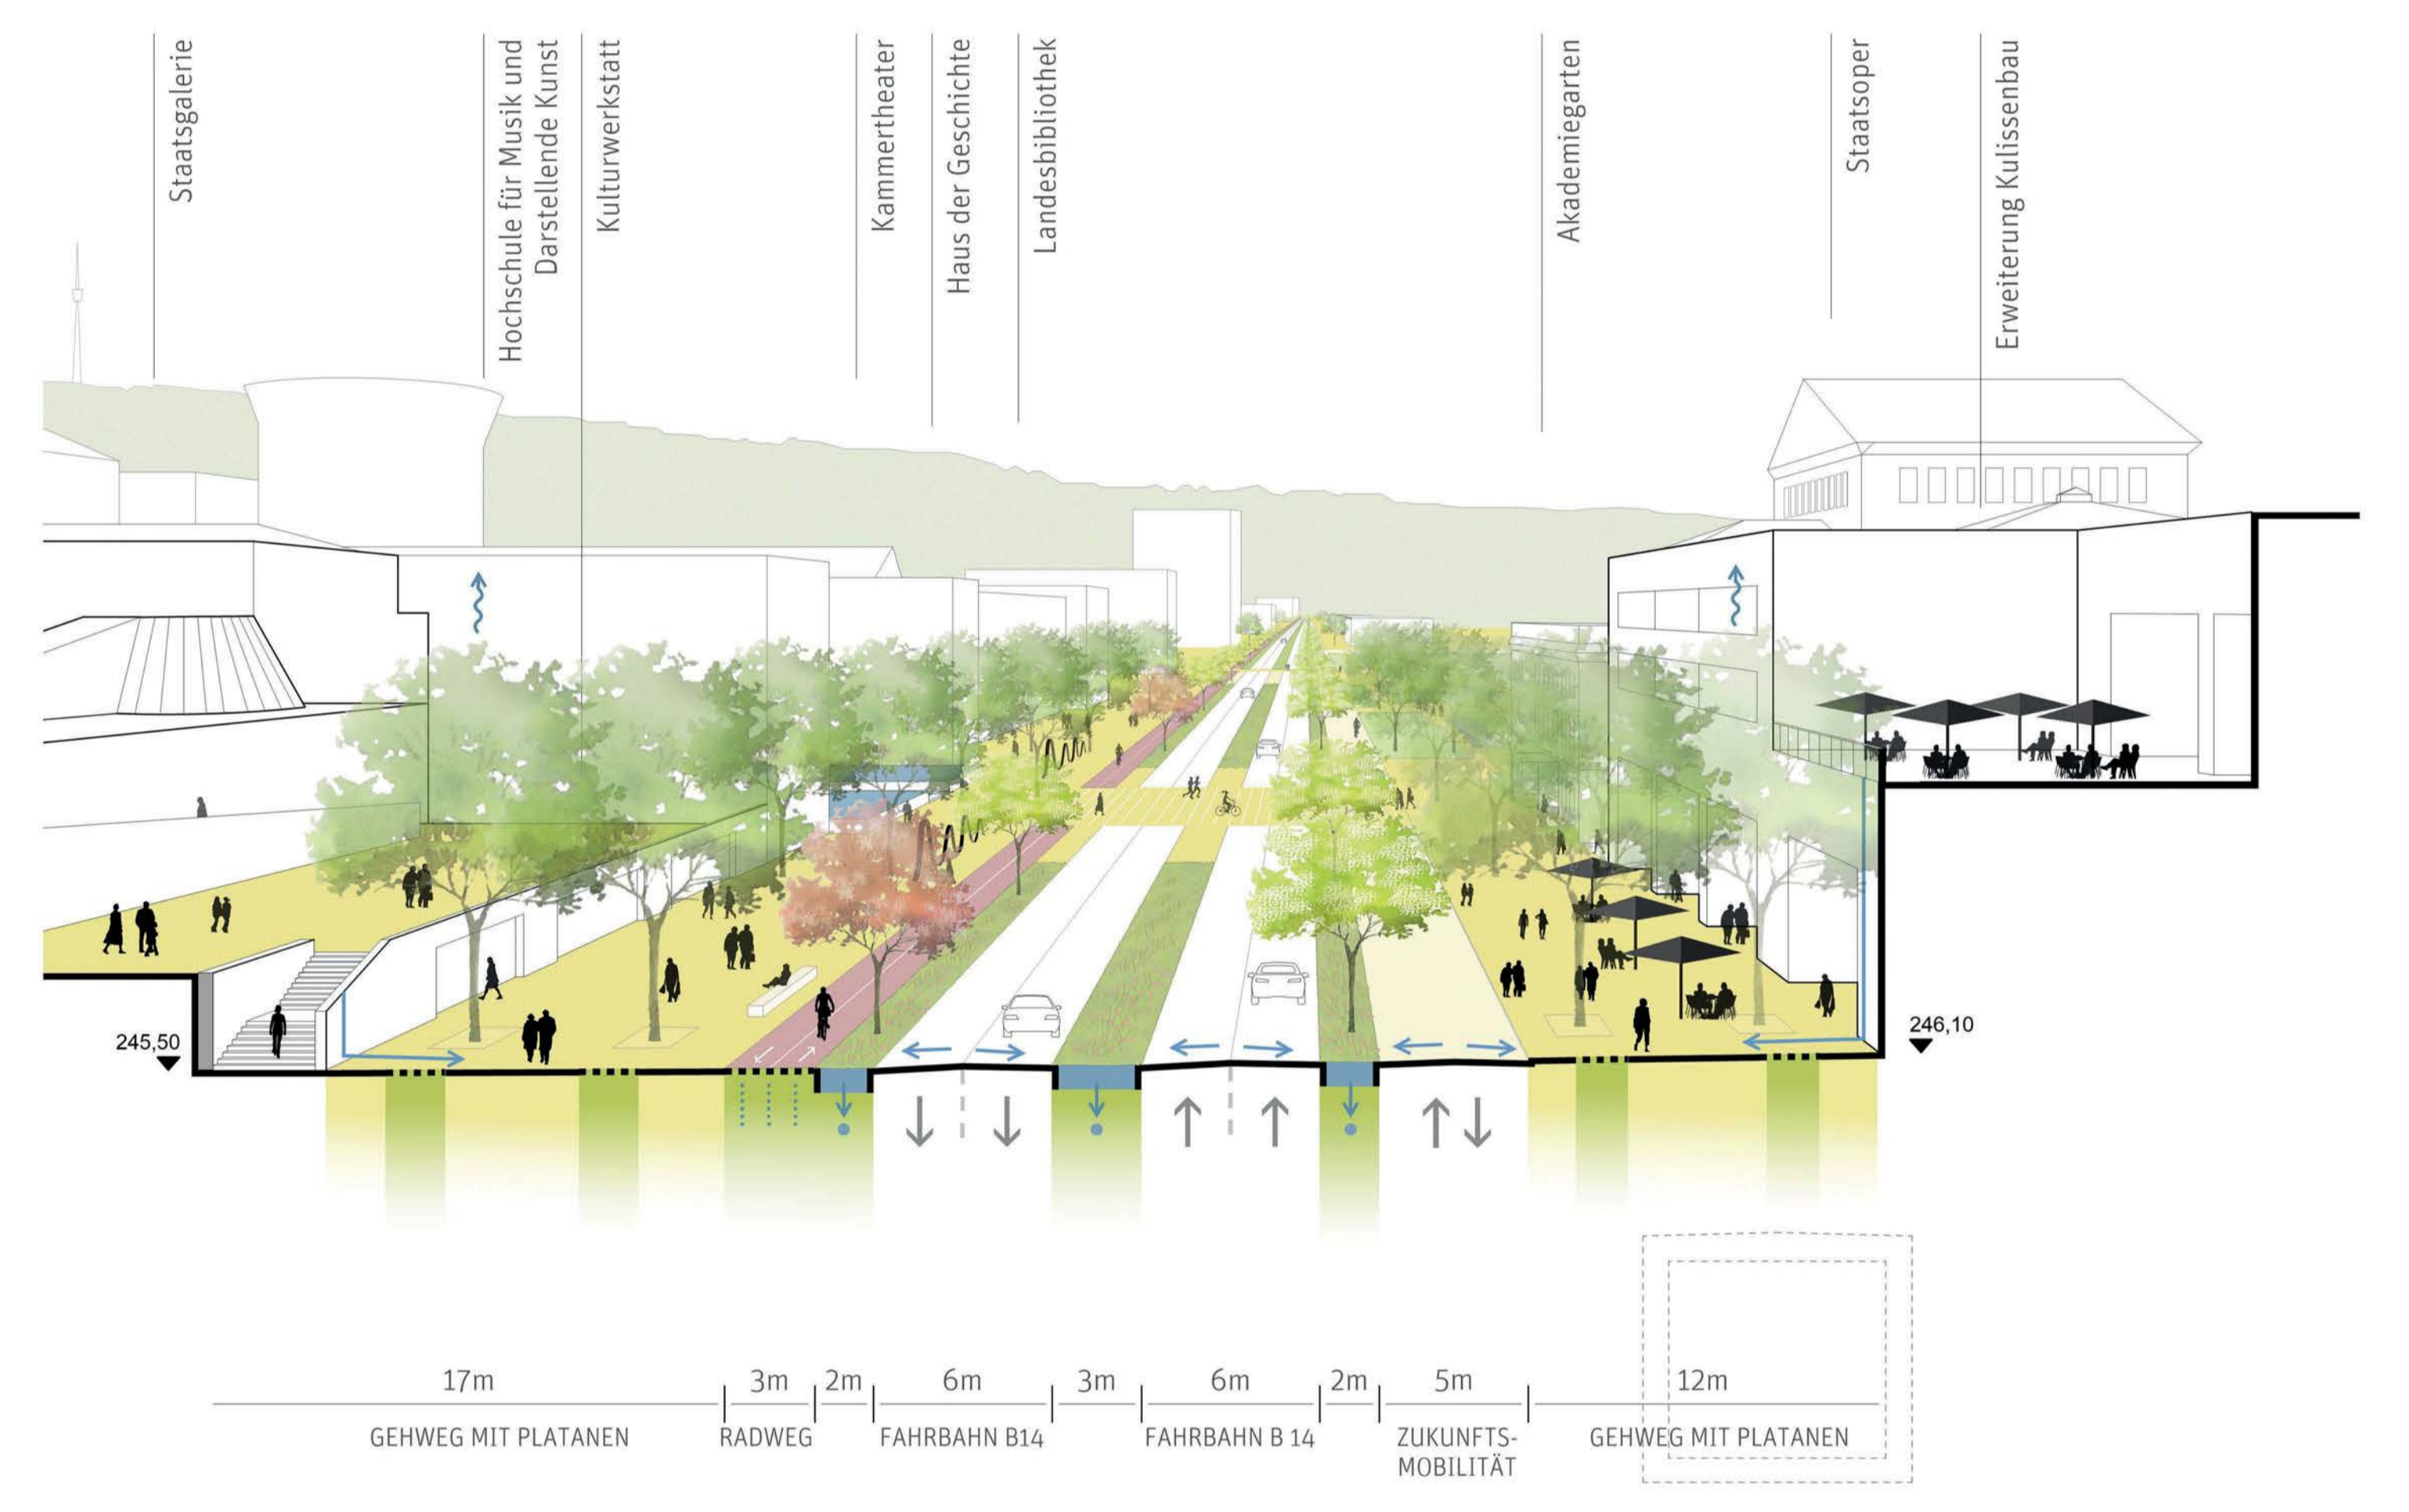 Staatsgalerie
Hochschule für Musik und
Darstellende Kunst
Kulturwerkstatt
Kammertheater
Haus der Geschichte
Landesbibliothek
Akademiegarten
Staatsoper
Erweiterung Kulissenbau
245,50
246,10
17m
3m
2m
6m
3m
6m
2m
5m
12m
GEHWEG MIT PLATANEN
RADWEG
FAHRBAHN B14
FAHRBAHN B 14
ZUKUNFTS-
MOBILITÄT
GEHWEG MIT PLATANEN